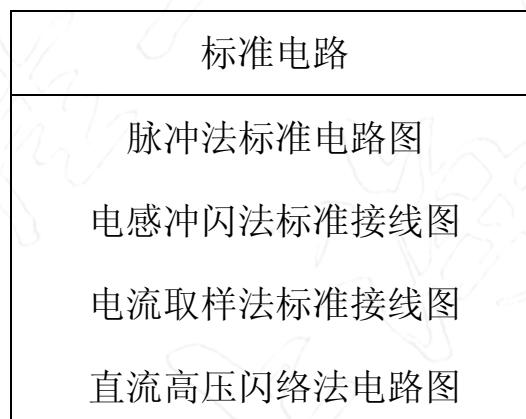 标准电路
脉冲法标准电路图
电感冲闪法标准接线图
电流取样法标准接线图
直流高压闪络法电路图